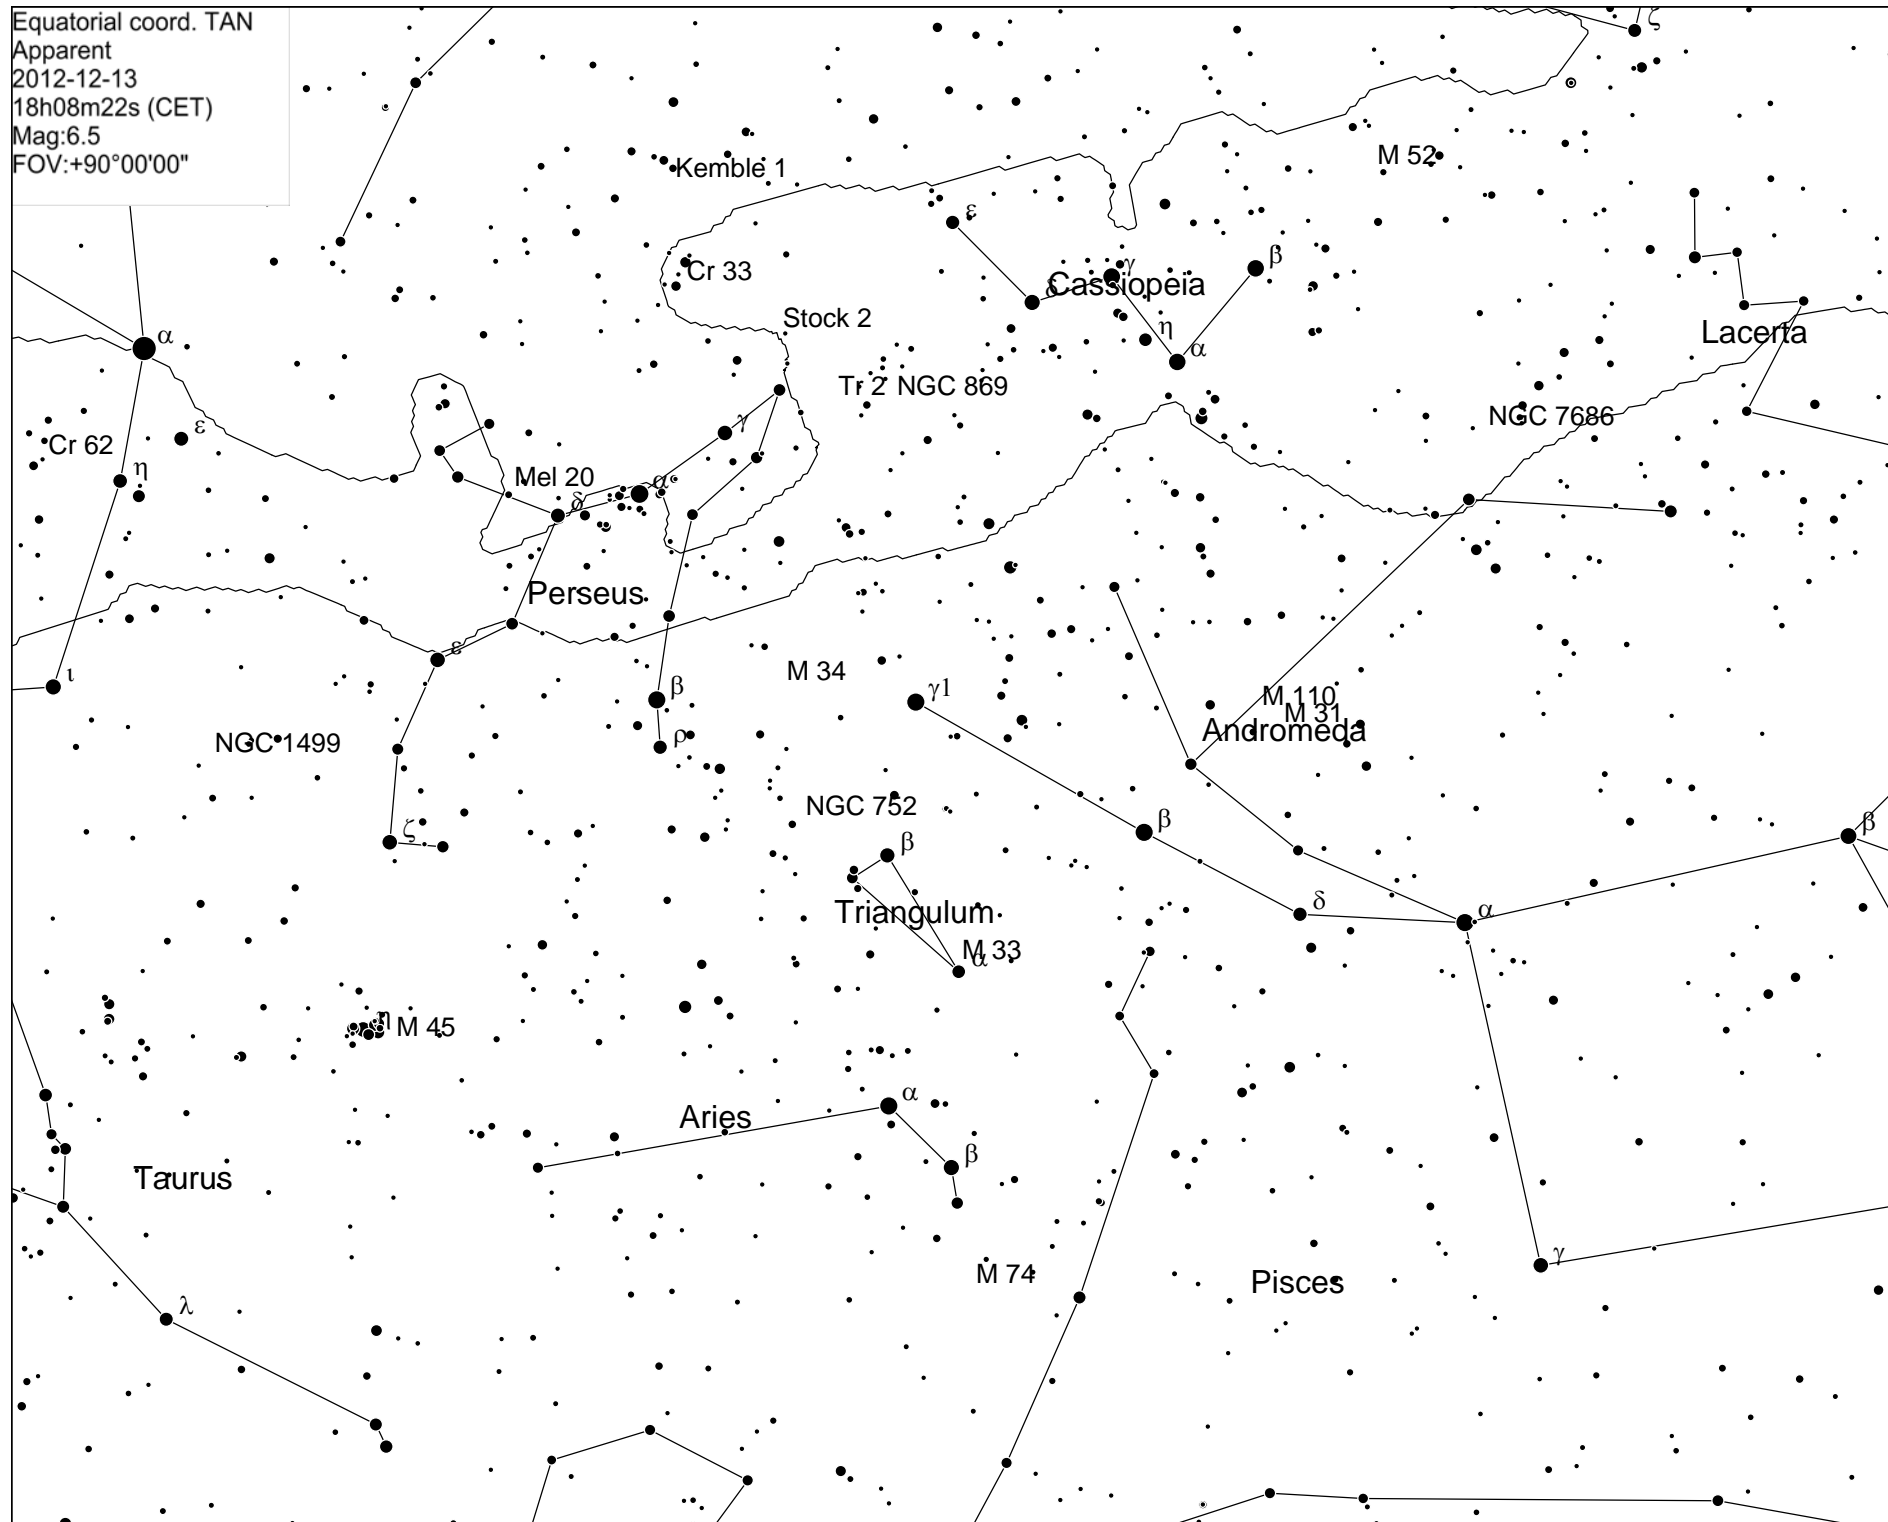 Equatorial coord. TAN
Apparent
2012-12-13
18h08m22s (CET)
Mag:6.5
FOV:+90°00'00"
ζ
M 52
Kemble 1
ε
β
γ
Cr 33
δ
Cassiopeia
Stock 2
η
Lacerta
α
α
Tr 2
NGC 869
NGC 7686
γ
ε
Cr 62
η
Mel 20
α
δ
Perseus
ε
M 34
ι
β
γ1
M 110
M 31
Andromeda
ρ
NGC 1499
NGC 752
ζ
β
β
β
Triangulum
δ
α
M 33
α
η
M 45
α
Aries
β
Taurus
γ
M 74
Pisces
λ